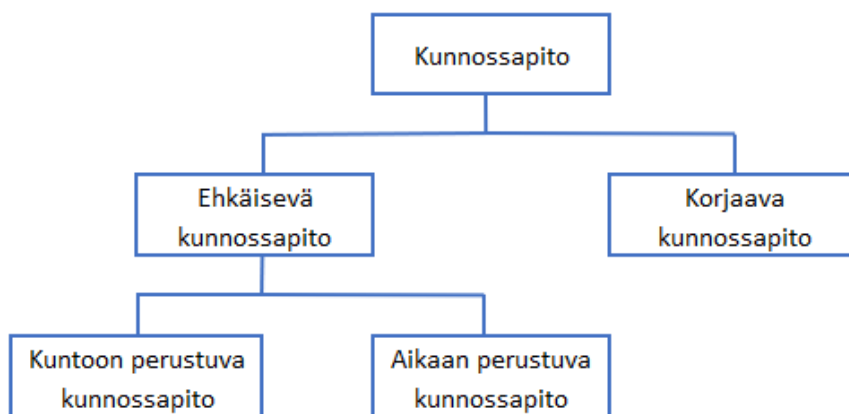 Kunnossapito
Ehkäisevä
kunnossapito
Korjaava
kunnossapito
Kuntoon perustuva
kunnossapito
Aikaan perustuva
kunnossapito